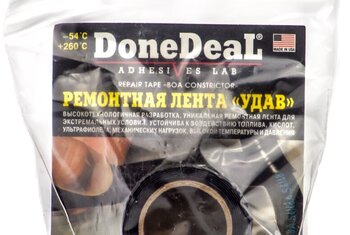 -54°C
+260°C
DoneDeaL
MADE IN USA
ADHESIVES LAB
REPAIR TAPE «BOA CONSTRICTOR»
РЕМОНТНАЯ ЛЕНТА «УДАВ»
ВЫСОКОТЕХНОЛОГИЧНАЯ РАЗРАБОТКА, УНИКАЛЬНАЯ РЕМОНТНАЯ ЛЕНТА ДЛЯ
ЭКСТРЕМАЛЬНЫХ УСЛОВИЙ. УСТОЙЧИВА К ВОЗДЕЙСТВИЮ ТОПЛИВА, КИСЛОТ,
УЛЬТРАФИОЛЕТА, МЕХАНИЧЕСКИХ НАГРУЗОК, ВЫСОКОЙ ТЕМПЕРАТУРЫ И ДАВЛЕНИЯ